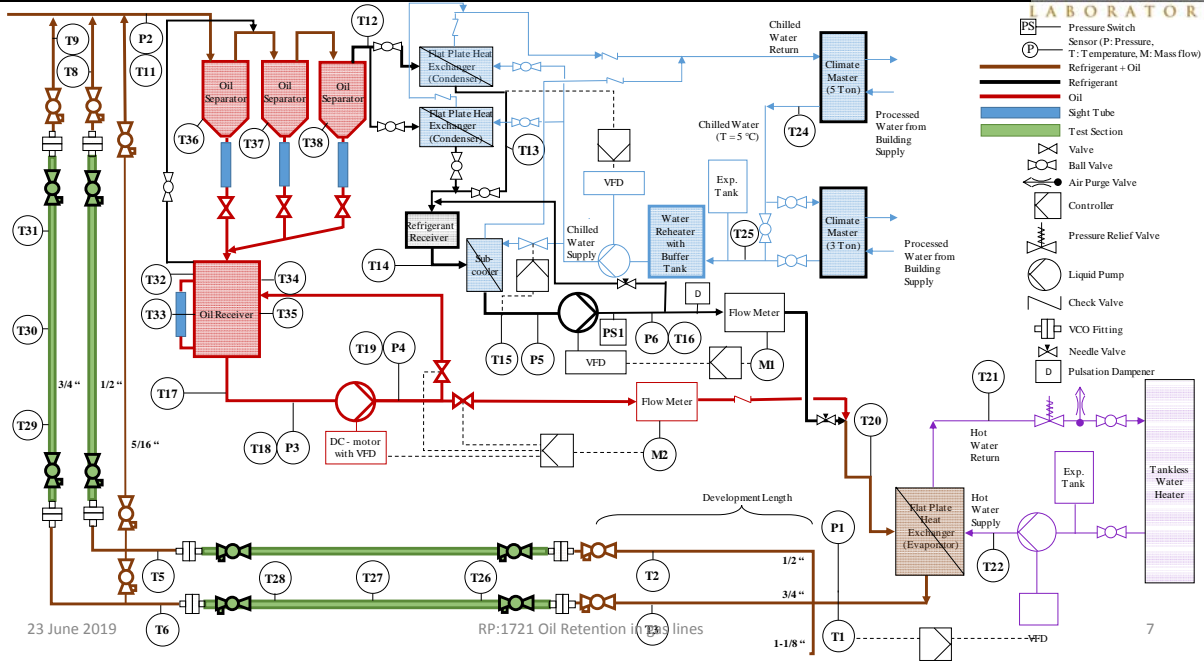 LABORATOR
PS
Pressure Switch
P
Sensor (P: Pressure,
T : Temperature, M: Mass flow)
Refrigerant + Oil
Refrigerant
Oil
Sight Tube
Test Section
Valve
Ball Valve
Air Purge Valve
Controller
Pressure Relief Valve
Liquid Pump
Check Valve
VCO Fitting
Needle Valve
D
Pulsation Dampener
T9
T8
P2
T11
T12
Oil
Separator
Oil
Separator
Oil
Separator
T36
T37
T38
Flat Plate Heat
Exchanger
(Condenser)
Flat Plate Heat
Exchanger
(Condenser)
T13
Chilled
Water
Return
Climate
Master
(5 Ton)
T24
Processed
Water from
Building
Supply
Chilled Water
(T = 5 °C)
VFD
Exp.
Tank
Refrigerant
Receiver
T14
Sub-
cooler
Chilled
Water
Supply
Water
Reheater
with
Buffer
Tank
T25
Climate
Master
(3 Ton)
Processed
Water from
Building
Supply
T31
T30
T29
3/4 “
1/2 “
5/16 “
T32
T33
T34
T35
Oil Receiver
T17
T19
P4
T18
P3
DC - motor
with VFD
T15
P5
PS1
VFD
P6
T16
D
Flow Meter
M1
Flow Meter
M2
T20
T21
Hot
Water
Return
Tankless
Water
Heater
Exp.
Tank
Hot
Water
Supply
T22
Flat Plate
Heat
Exchanger
(Evaporator)
VFD
Development Length
P1
T1
1/2 “
3/4 “
1-1/8 “
T5
T28
T27
T26
T2
T6
T3
23 June 2019
RP:1721 Oil Retention in gas lines
7